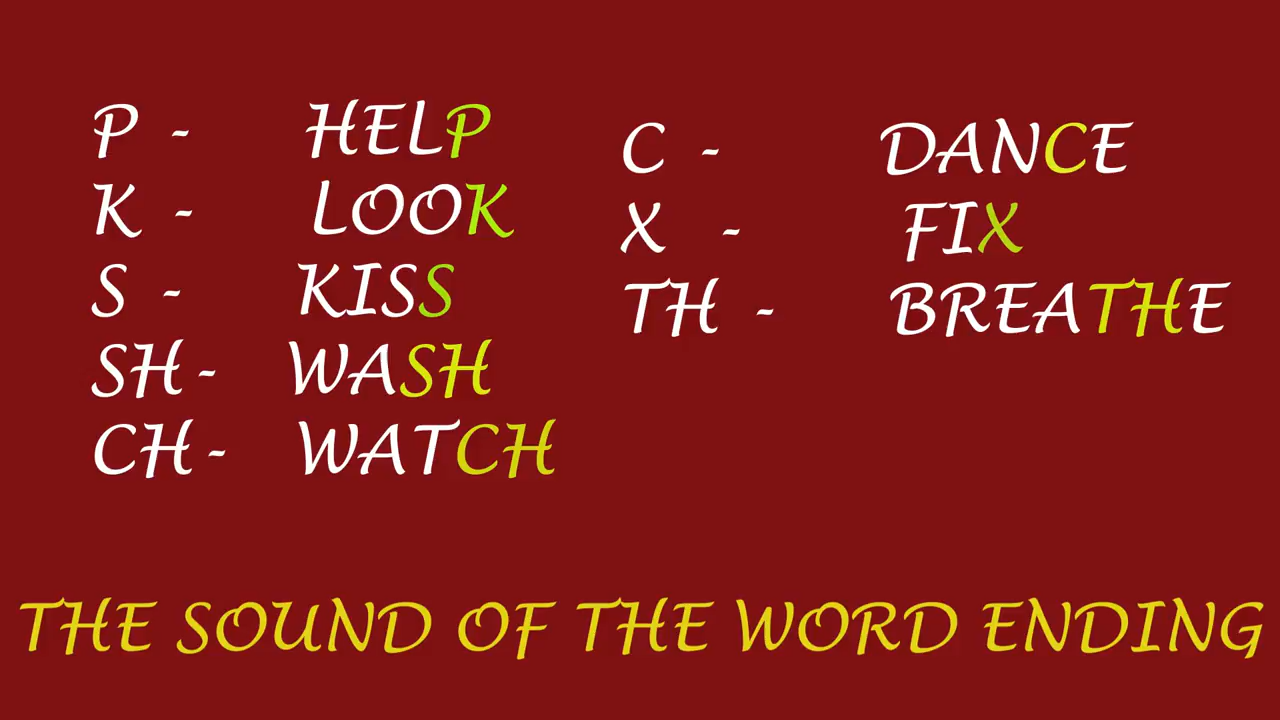 P - HELP
K - LOOK
S - KISS
SH - WASH
CH - WATCH
C - DANCE
X - FIX
TH - BREATHE
THE SOUND OF THE WORD ENDING